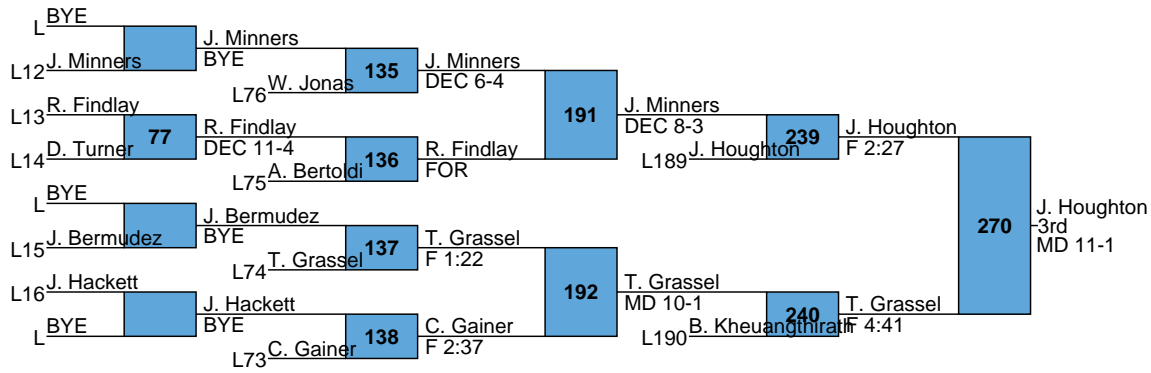 BYE
L
J. Minners
L12
J. Minners
BYE
W. Jonas
L76
135
J. Minners
DEC 6-4
R. Findlay
L13
D. Turner
L14
77
R. Findlay
DEC 11-4
A. Bertoldi
L75
136
R. Findlay
FOR
191
J. Minners
DEC 8-3
J. Houghton
L189
239
J. Houghton
F 2:27
BYE
L
J. Bermudez
L15
J. Bermudez
BYE
T. Grassel
L74
137
T. Grassel
F 1:22
J. Hackett
L16
BYE
L
J. Hackett
BYE
C. Gainer
L73
138
C. Gainer
F 2:37
192
T. Grassel
MD 10-1
B. Kheuangthirath
L190
240
T. Grassel
F 4:41
270
J. Houghton
3rd
MD 11-1